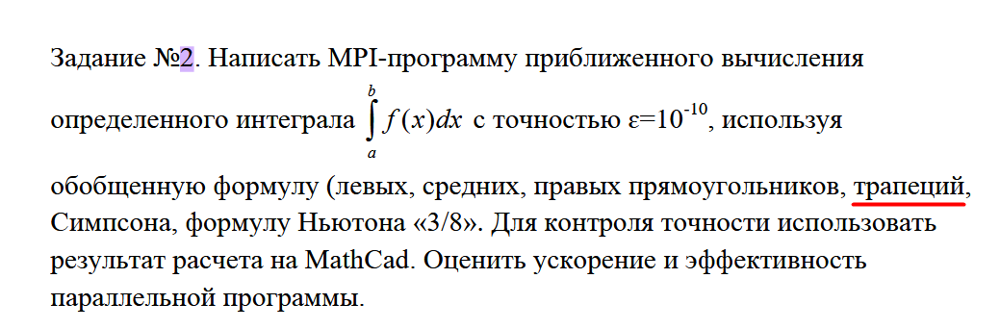 Задание №2. Написать MPI-программу приближенного вычисления
определенного интеграла ∫_a^b f(x)dx с точностью ε=10^-10, используя
обобщенную формулу (левых, средних, правых прямоугольников, трапеций,
Симпсона, формулу Ньютона «3/8». Для контроля точности использовать
результат расчета на MathCad. Оценить ускорение и эффективность
параллельной программы.